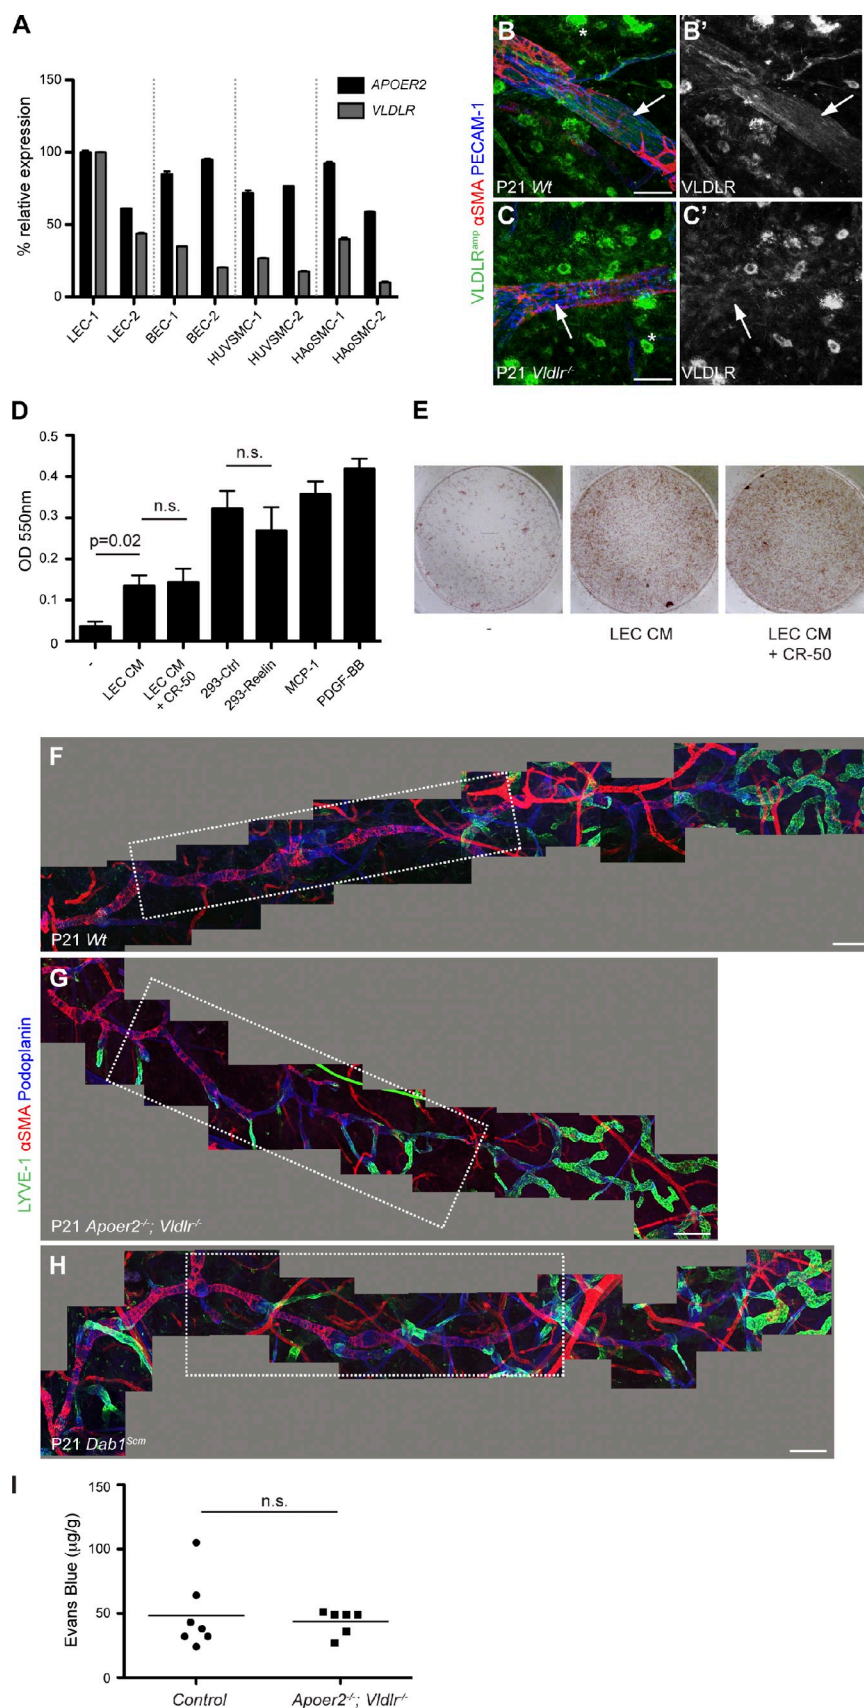 A
150
100
50
0
% relative expression
APOER2
VLDLR
LEC-1
LEC-2
BEC-1
BEC-2
HUVSMC-1
HUVSMC-2
HAoSMC-1
HAoSMC-2
VLDLRamp αSMA PECAM-1
B
*
P21 Wt
B’
VLDLR
C
*
P21 Vldlr-/-
C’
VLDLR
D
0.5
0.4
0.3
0.2
0.1
0
OD 550nm
p=0.02
n.s.
n.s.
-
LEC CM
LEC CM
+ CR-50
293-Ctrl
293-Reelin
MCP-1
PDGF-BB
E
-
LEC CM
LEC CM
+ CR-50
LYVE-1 αSMA Podoplanin
F
P21 Wt
G
P21 Apoer2-/-; Vldlr-/-
H
P21 Dab1Scm
I
150
100
50
0
Evans Blue (µg/g)
n.s.
Control
Apoer2-/-; Vldlr-/-